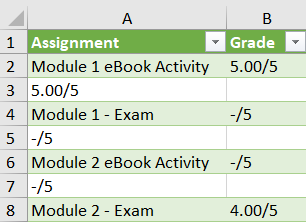 A B
1 Assignment Grade
2 Module 1 eBook Activity 5.00/5
3 5.00/5
4 Module 1 - Exam -/5
5 -/5
6 Module 2 eBook Activity -/5
7 -/5
8 Module 2 - Exam 4.00/5